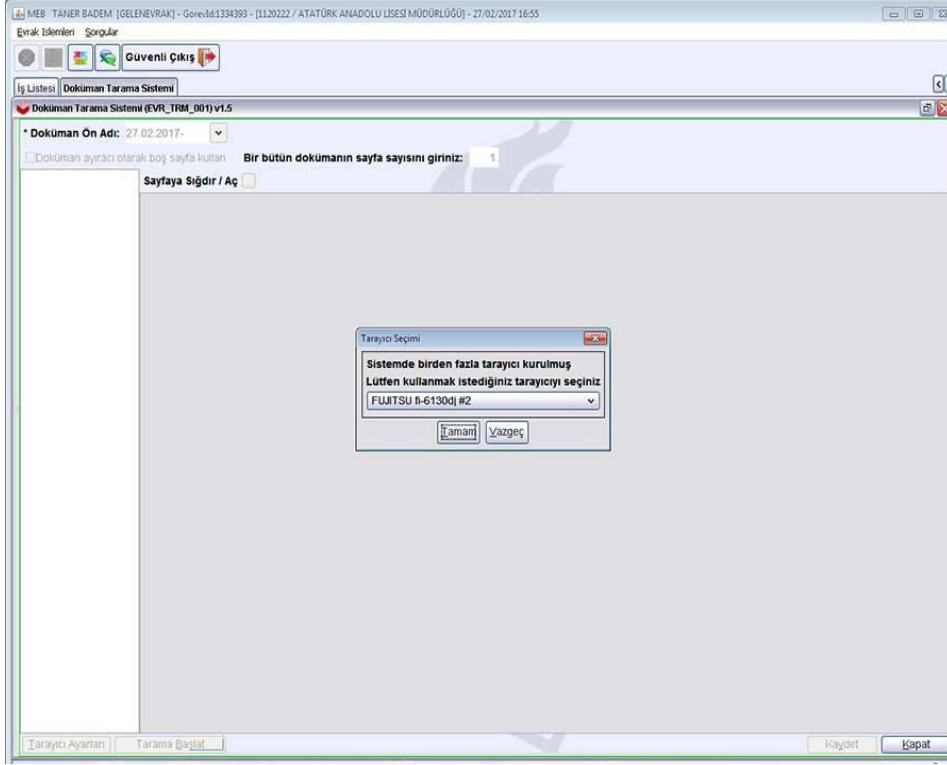 MEB TANER BADEM [GELENEVRAK] - GorevId:1334393 - [1120222 / ATATÜRK ANADOLU LİSESİ MÜDÜRLÜĞÜ] - 27/02/2017 16:55
Evrak Islemleri Sorgular
Güvenli Çıkış
İş Listesi Doküman Tarama Sistemi
Doküman Tarama Sistemi (EVR_TRM_001) v1.5
* Doküman Ön Adı: 27.02.2017-
Doküman ayıracı olarak boş sayfa kullan Bir bütün dokümanın sayfa sayısını giriniz: 1
Sayfaya Sığdır / Aç
Tarayıcı Seçimi
Sistemde birden fazla tarayıcı kurulmuş
Lütfen kullanmak istediğiniz tarayıcıyı seçiniz
FUJITSU fi-6130dj #2
Tamam Vazgeç
Tarayıcı Ayarları Tarama Başlat Kaydet Kapat